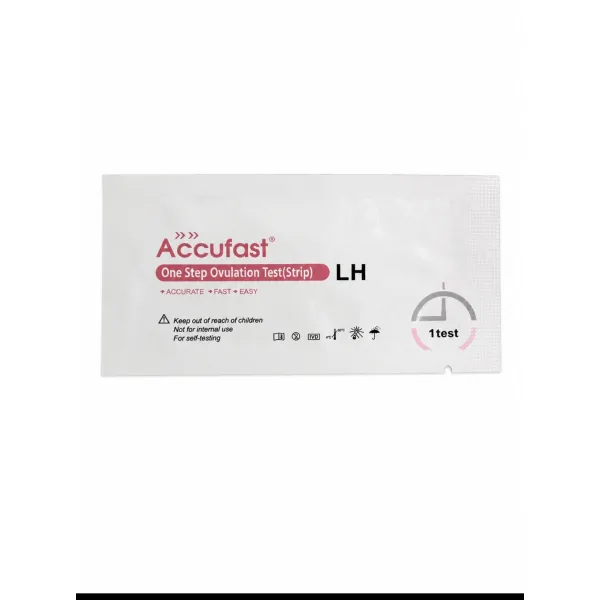 Accufast®
One Step Ovulation Test(Strip) LH
ACCURATE FAST EASY
Keep out of reach of children
Not for internal use
For self-testing
IVD
1test